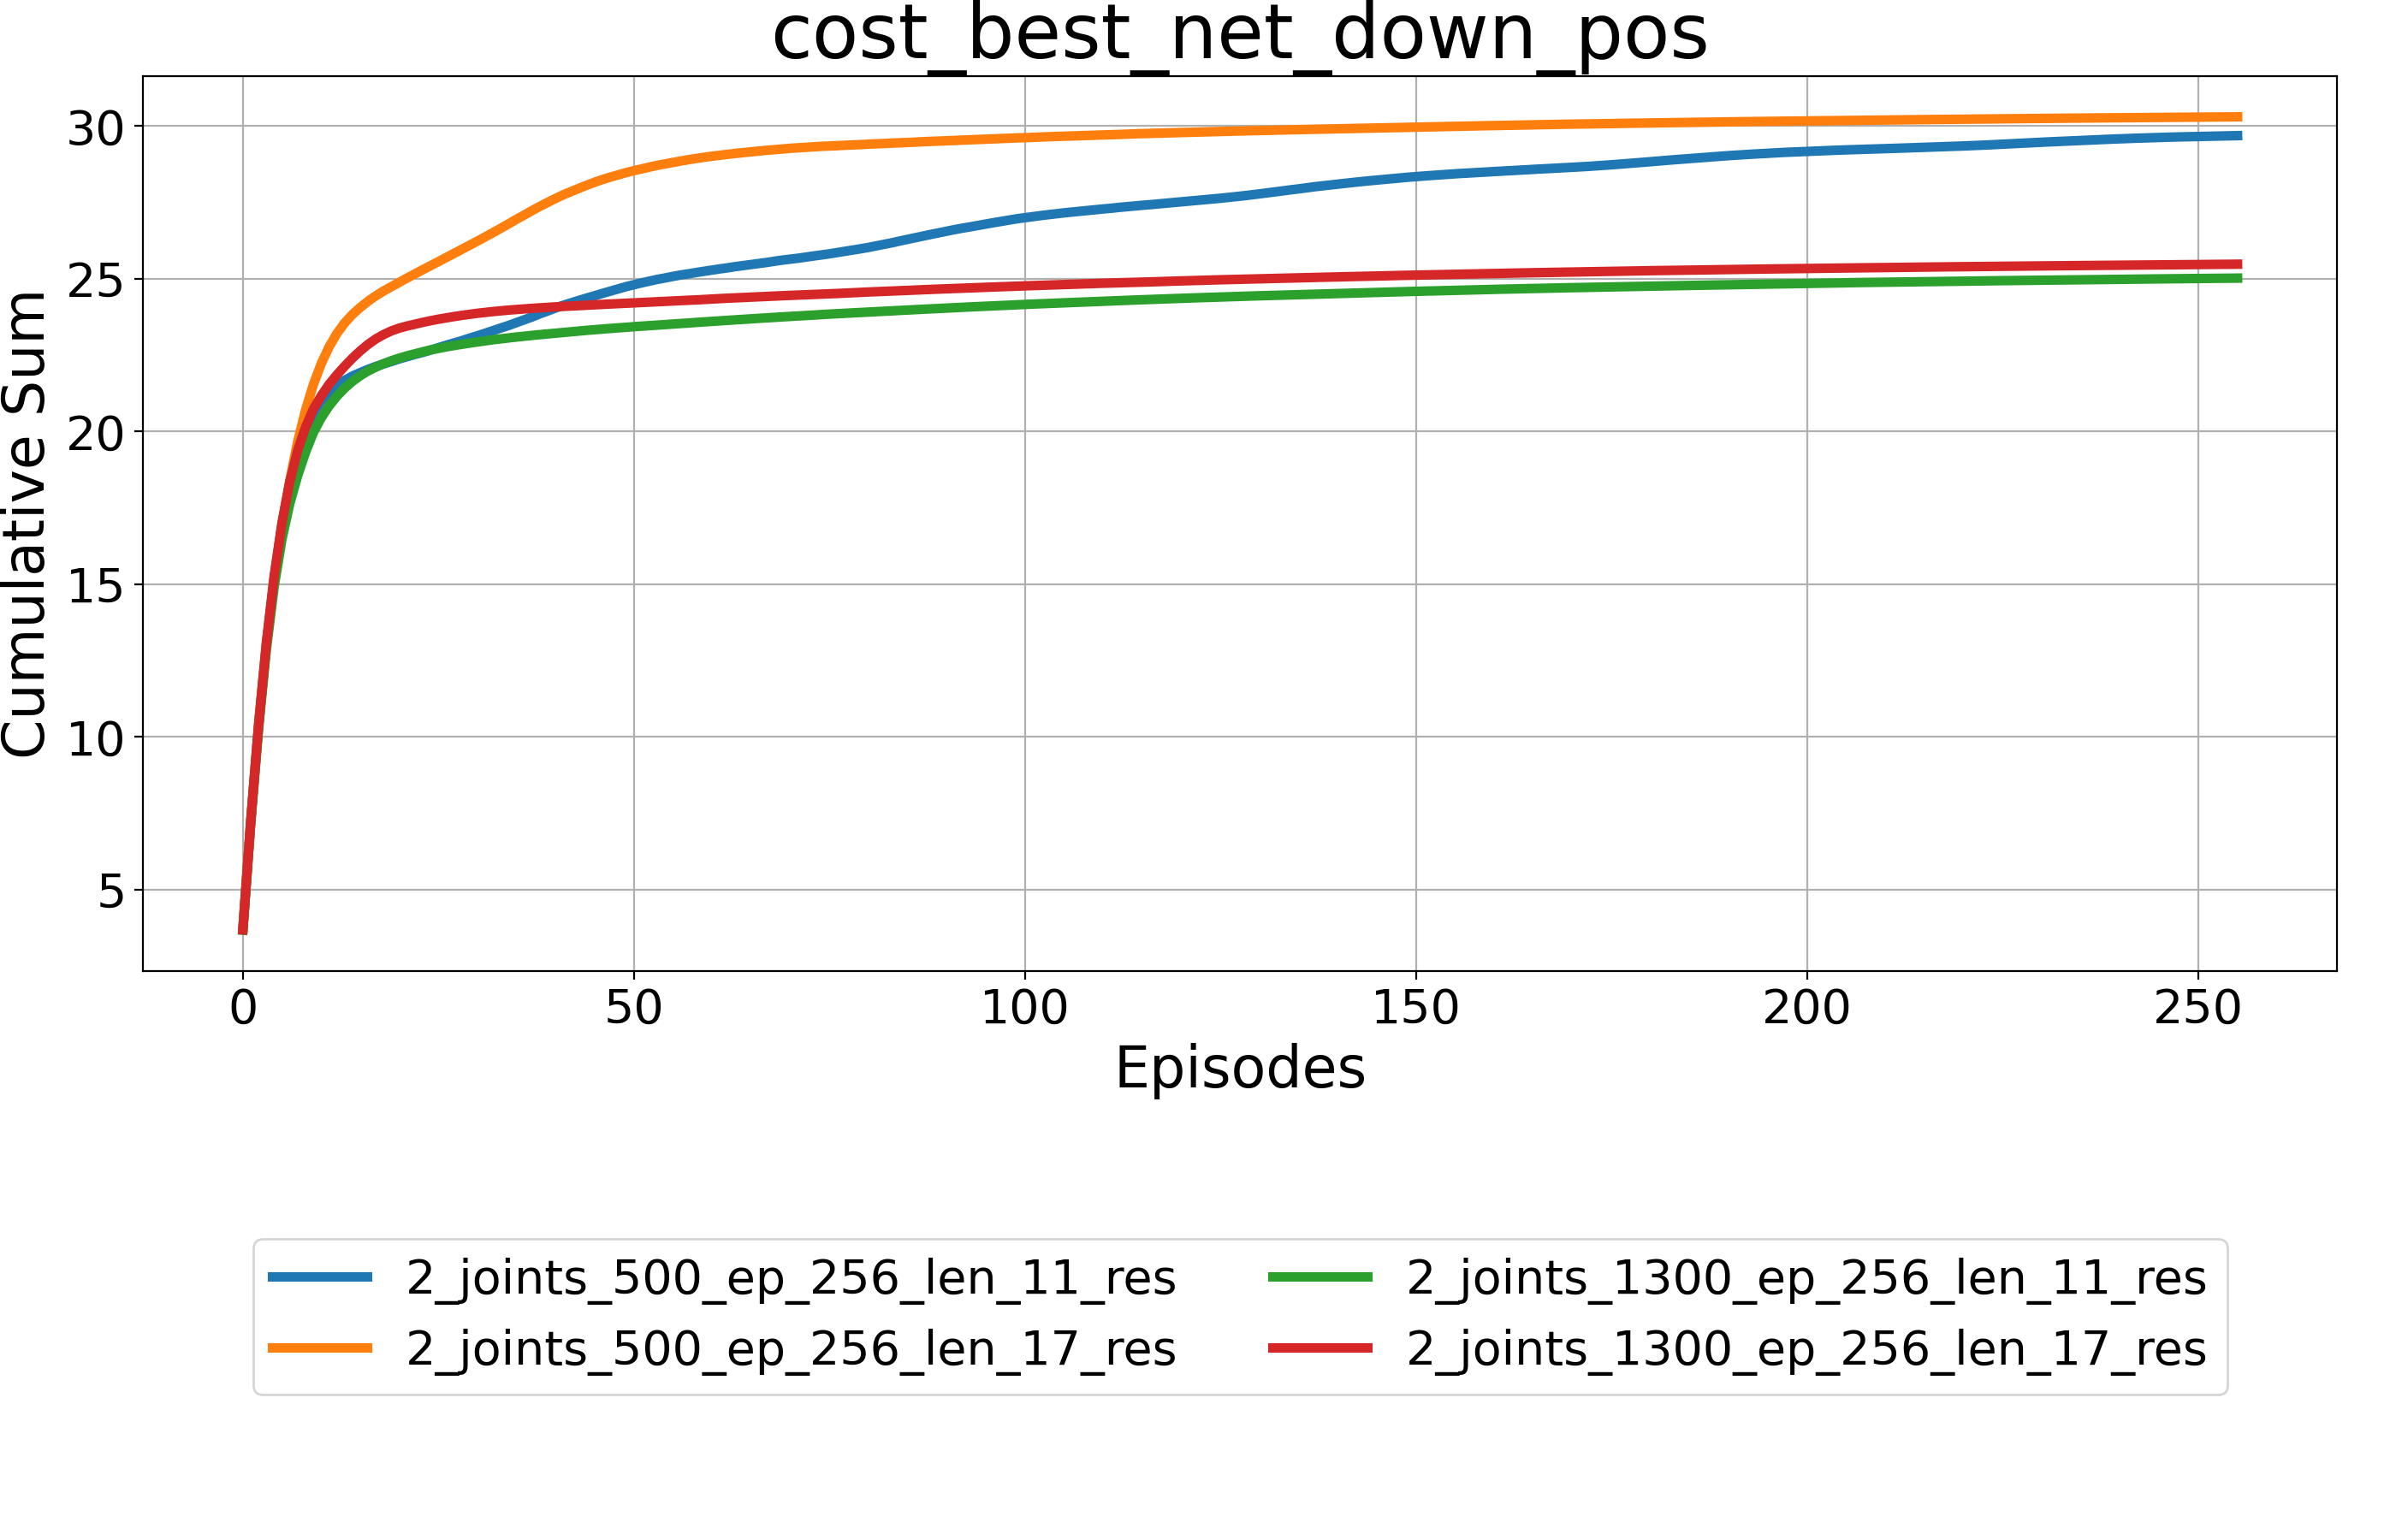 cost_best_net_down_pos
Cumulative Sum
30
25
20
15
10
5
0 50 100 150 200 250
Episodes
2_joints_500_ep_256_len_11_res
2_joints_500_ep_256_len_17_res
2_joints_1300_ep_256_len_11_res
2_joints_1300_ep_256_len_17_res